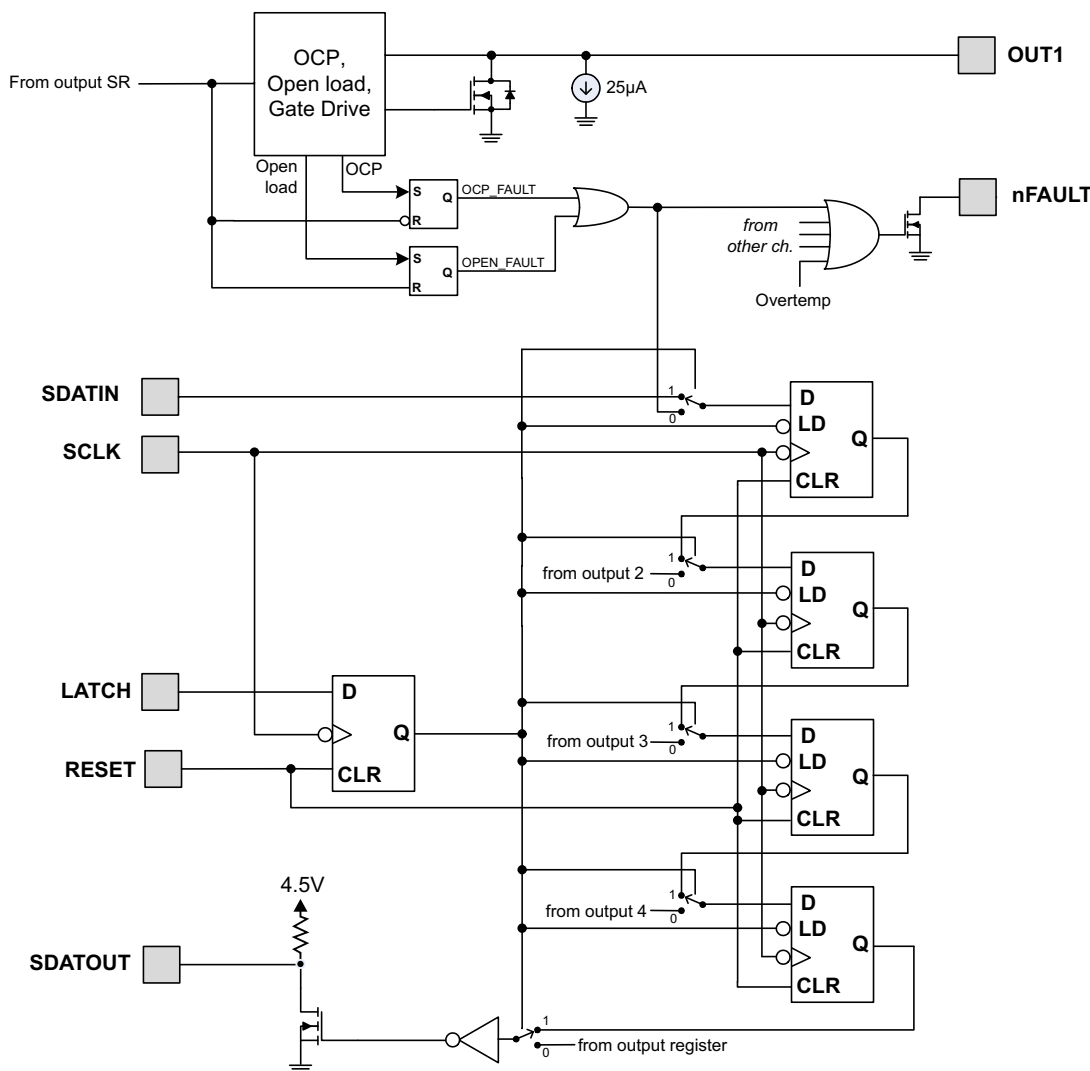 OCP,
Open load,
Gate Drive
From output SR
OUT1
25µA
Open
load
OCP
S
Q
R
OCP_FAULT
S
Q
R
OPEN_FAULT
from
other ch.
Overtemp
nFAULT
SDATIN
1
0
D
LD
Q
CLR
SCLK
from output 2
1
0
D
LD
Q
CLR
LATCH
D
Q
CLR
RESET
from output 3
1
0
D
LD
Q
CLR
4.5V
from output 4
1
0
D
LD
Q
CLR
SDATOUT
1
0
from output register